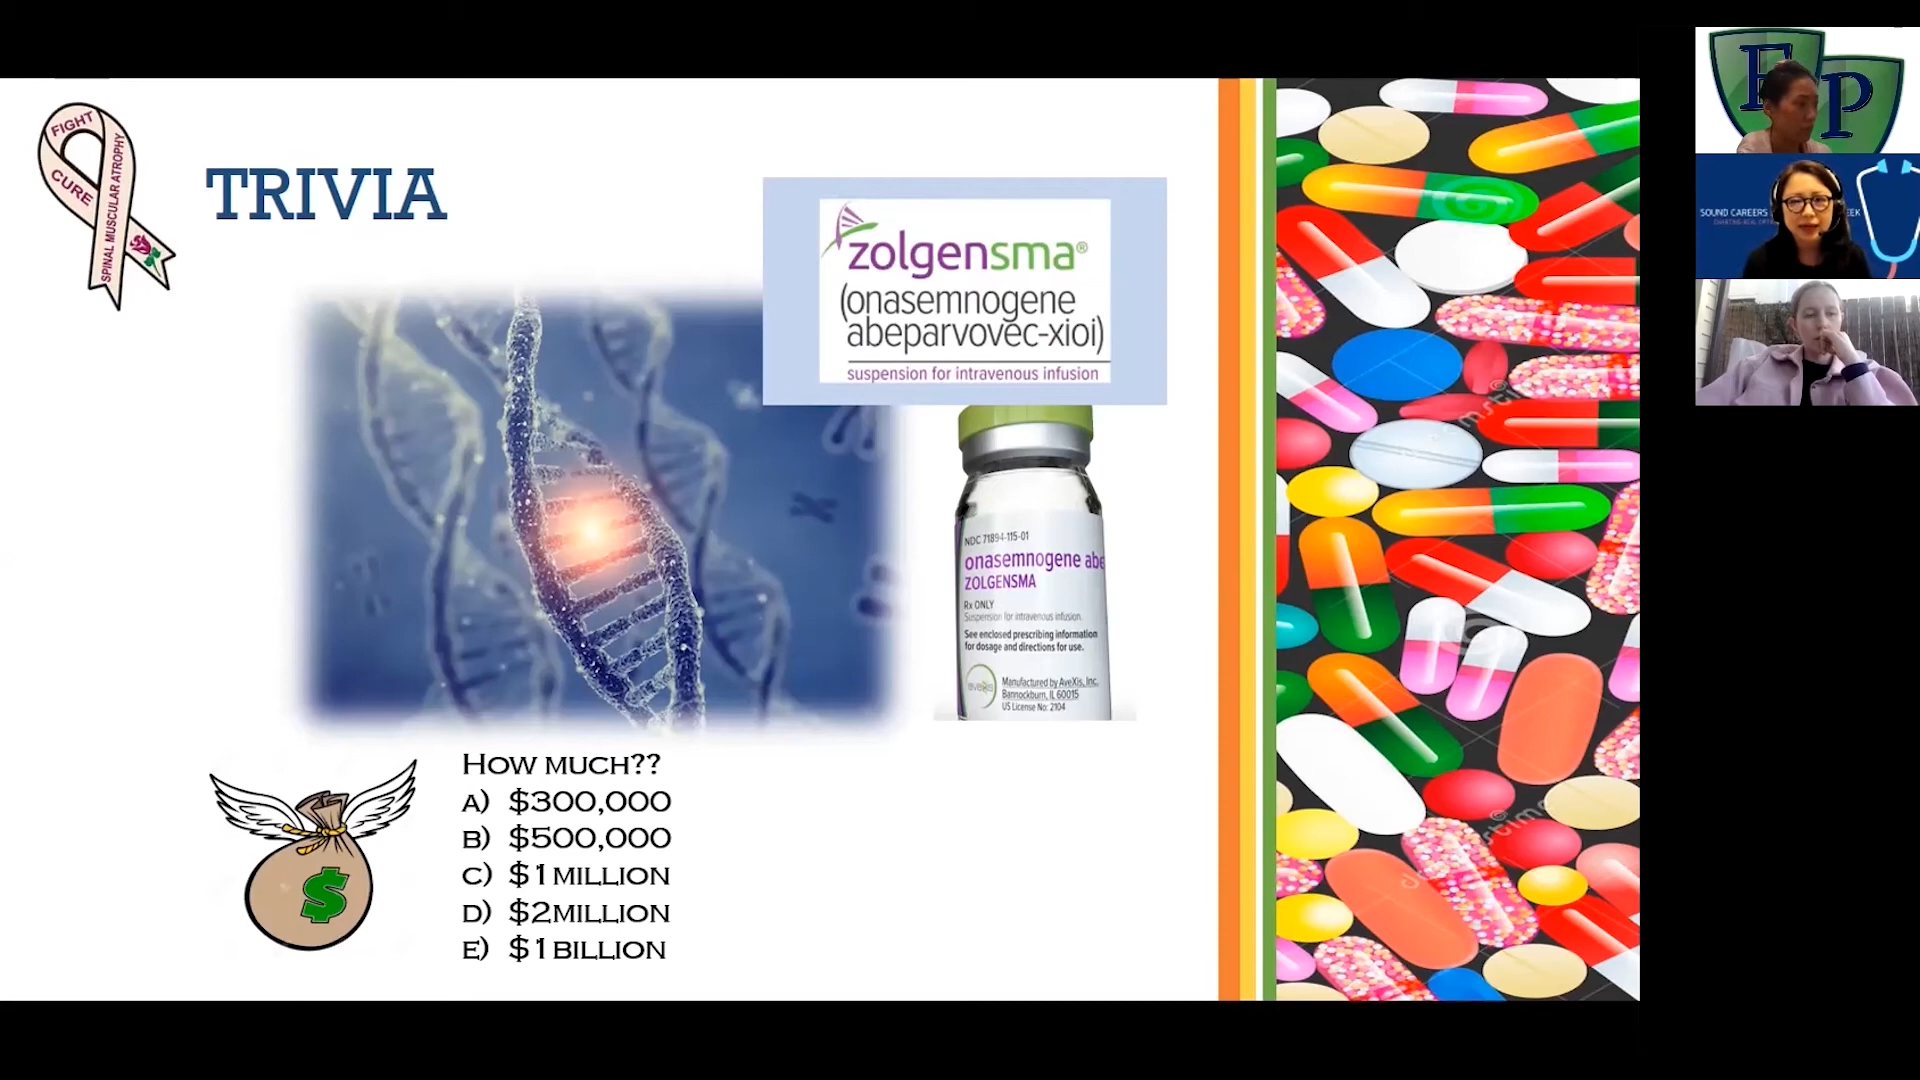 FIGHT
CURE
SPINAL MUSCULAR ATROPHY
TRIVIA
zolgensma®
(onasemnogene
abeparvovec-xioi)
suspension for intravenous infusion
NDC 71894-115-01
onasemnogene abe
ZOLGENSMA
Rx ONLY
Suspension for intravenous infusion.
See enclosed prescribing information
for dosage and directions for use.
avexis
Manufactured by AveXis, Inc.
Bannockburn, IL 60015
US License No: 2104
$
HOW MUCH??
A) $300,000
B) $500,000
C) $1 MILLION
D) $2MILLION
E) $1 BILLION
F P
SOUND CAREERS EEK